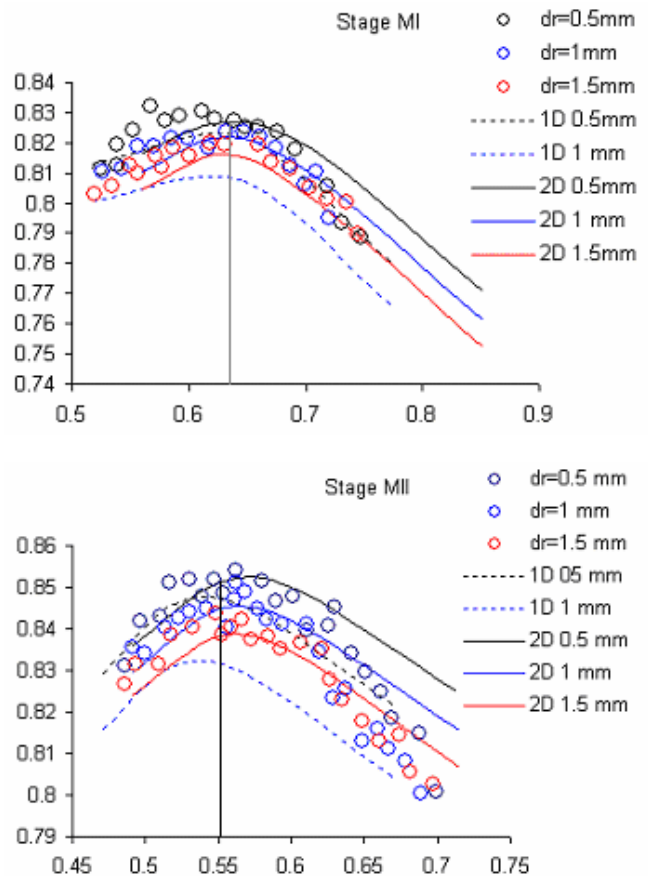 Stage MI
dr=0.5mm
dr=1mm
dr=1.5mm
1D 0.5mm
1D 1 mm
2D 0.5mm
2D 1 mm
2D 1.5mm
0.84
0.83
0.82
0.81
0.8
0.79
0.78
0.77
0.76
0.75
0.74
0.5 0.6 0.7 0.8 0.9
Stage MII
dr=0.5 mm
dr=1 mm
dr=1.5 mm
1D 05 mm
1D 1 mm
2D 0.5 mm
2D 1 mm
2D 1.5 mm
0.86
0.85
0.84
0.83
0.82
0.81
0.8
0.79
0.45 0.5 0.55 0.6 0.65 0.7 0.75